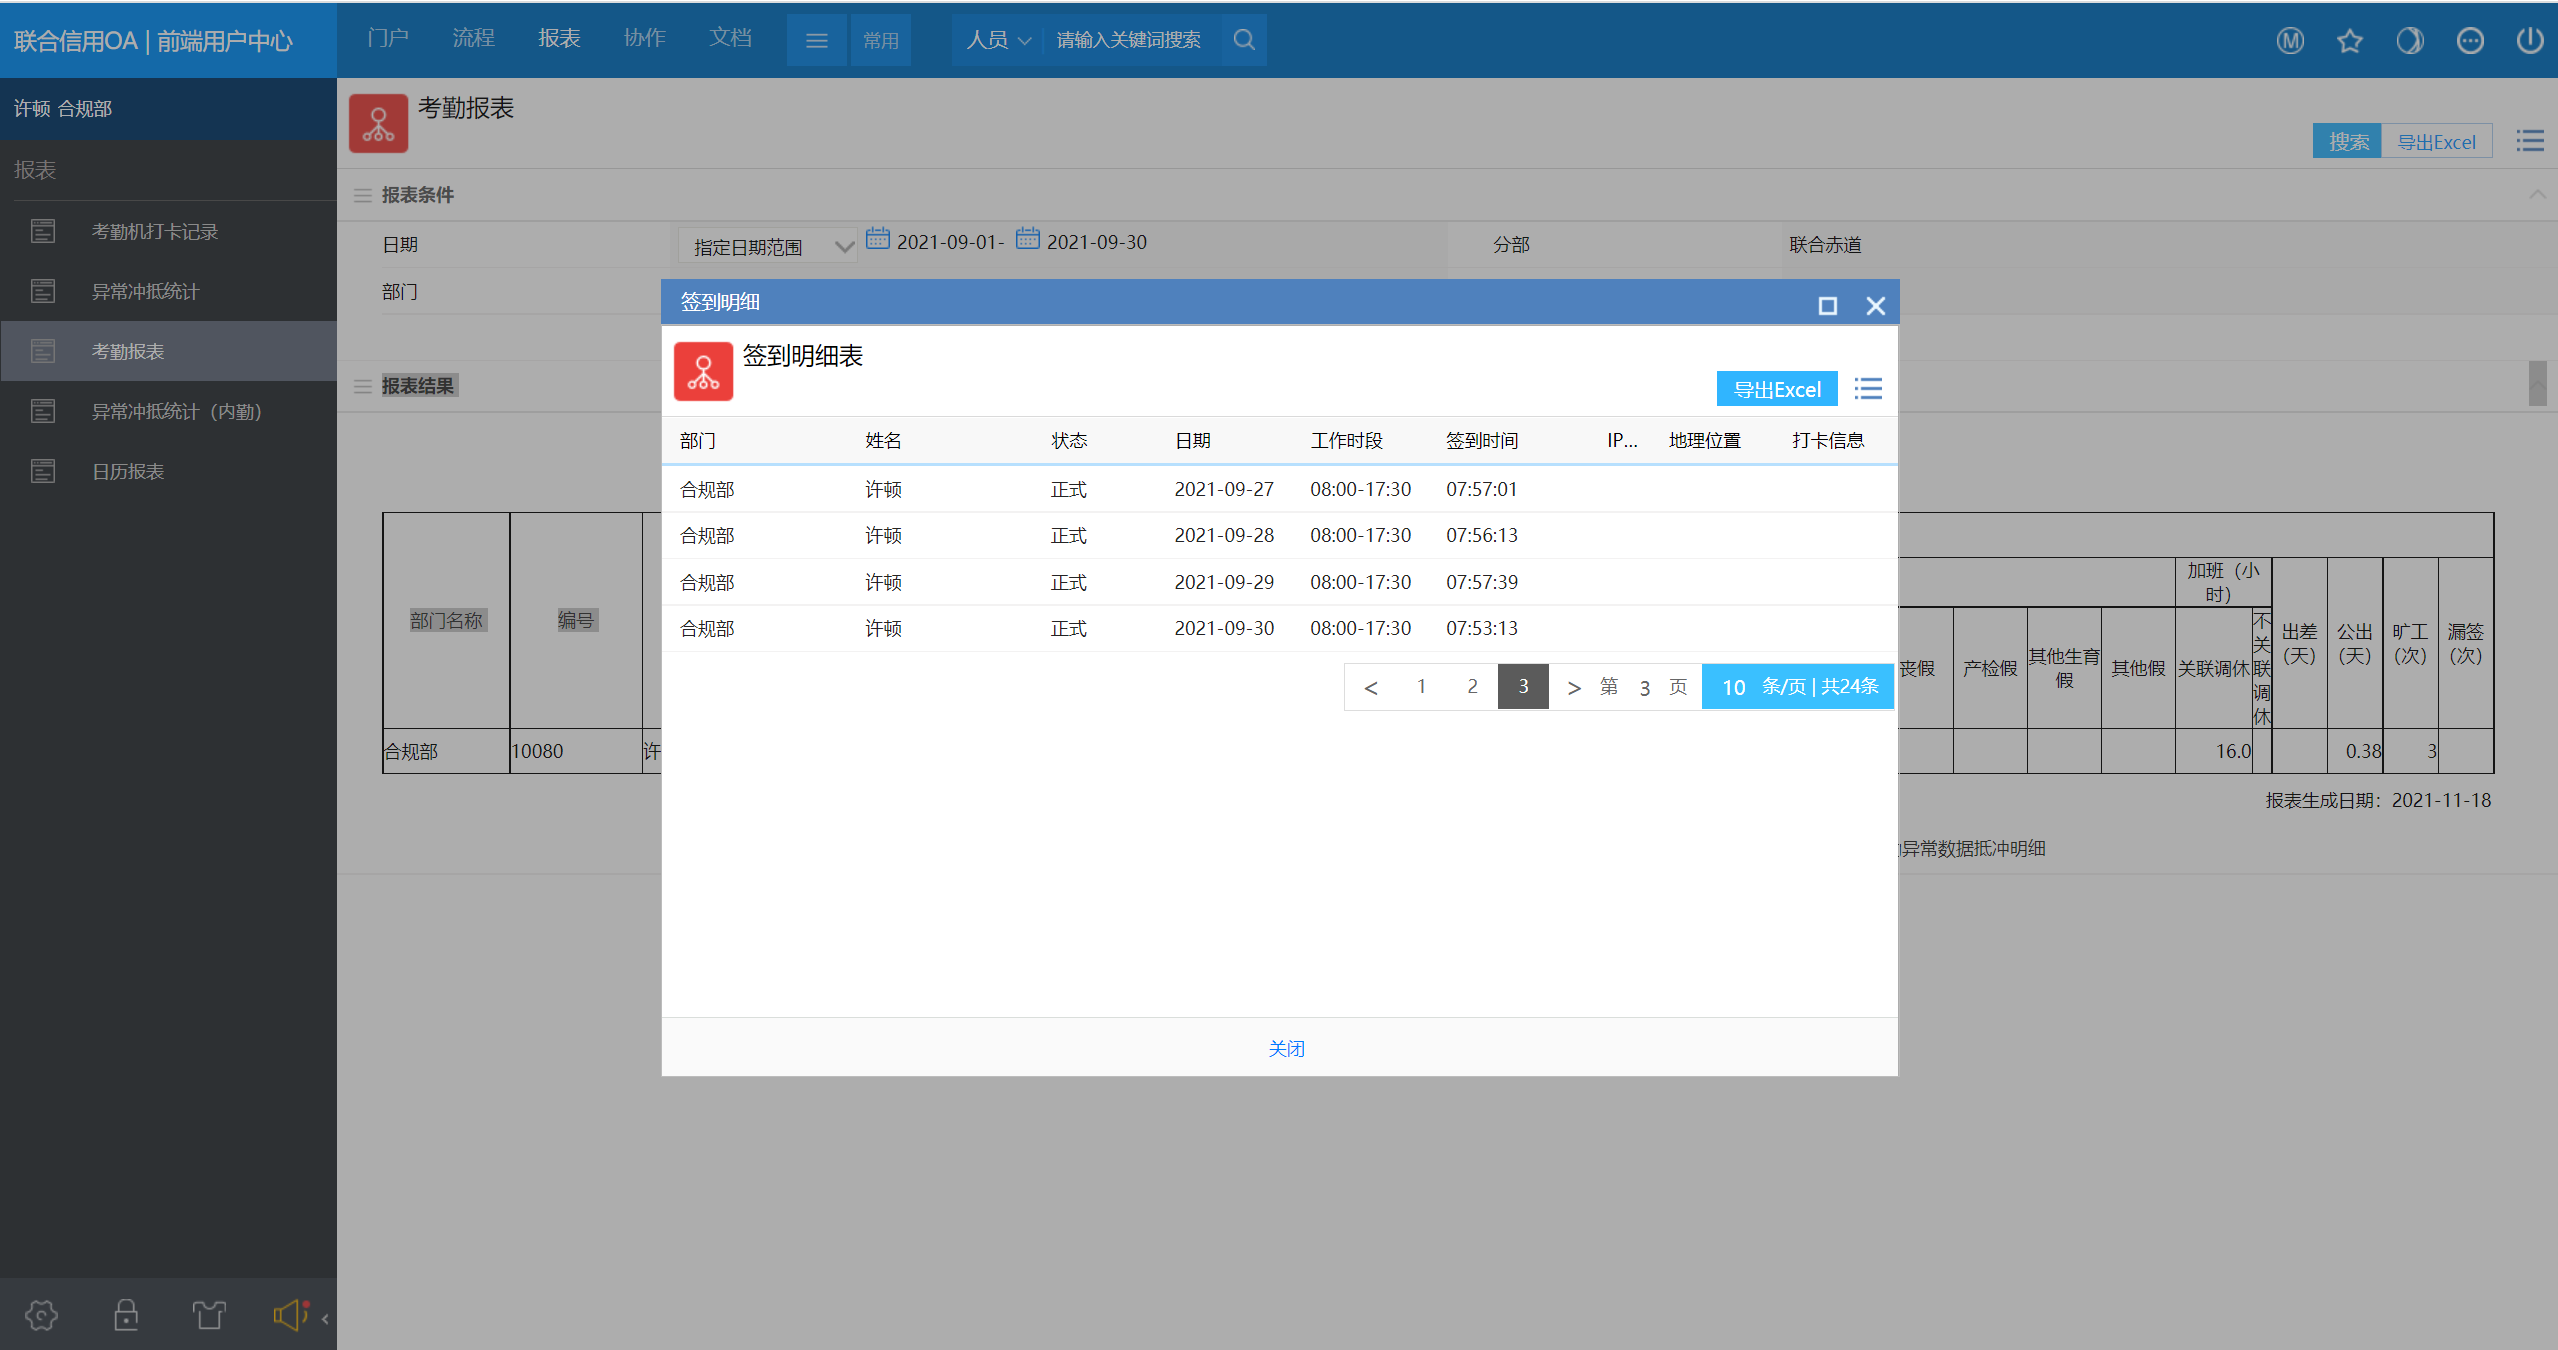 联合信用OA | 前端用户中心
门户 流程 报表 协作 文档 常用 人员 请输入关键词搜索
许顿 合规部
报表
考勤机打卡记录
异常冲抵统计
考勤报表
异常冲抵统计（内勤）
日历报表
考勤报表
搜索 导出Excel
报表条件
日期 指定日期范围 2021-09-01- 2021-09-30 分部 联合赤道
部门
报表结果
签到明细
签到明细表
导出Excel
部门 姓名 状态 日期 工作时段 签到时间 IP... 地理位置 打卡信息
合规部 许顿 正式 2021-09-27 08:00-17:30 07:57:01
合规部 许顿 正式 2021-09-28 08:00-17:30 07:56:13
合规部 许顿 正式 2021-09-29 08:00-17:30 07:57:39
合规部 许顿 正式 2021-09-30 08:00-17:30 07:53:13
< 1 2 3 > 第 3 页 10 条/页 | 共24条
关闭
加班（小
时）
部门名称 编号 丧假 产检假 其他生育
假 其他假 关联调休 不
关
联
调
休 出差
（天） 公出
（天） 旷工
（次） 漏签
（次）
合规部 10080 许 16.0 0.38 3
报表生成日期：2021-11-18
异常数据抵冲明细